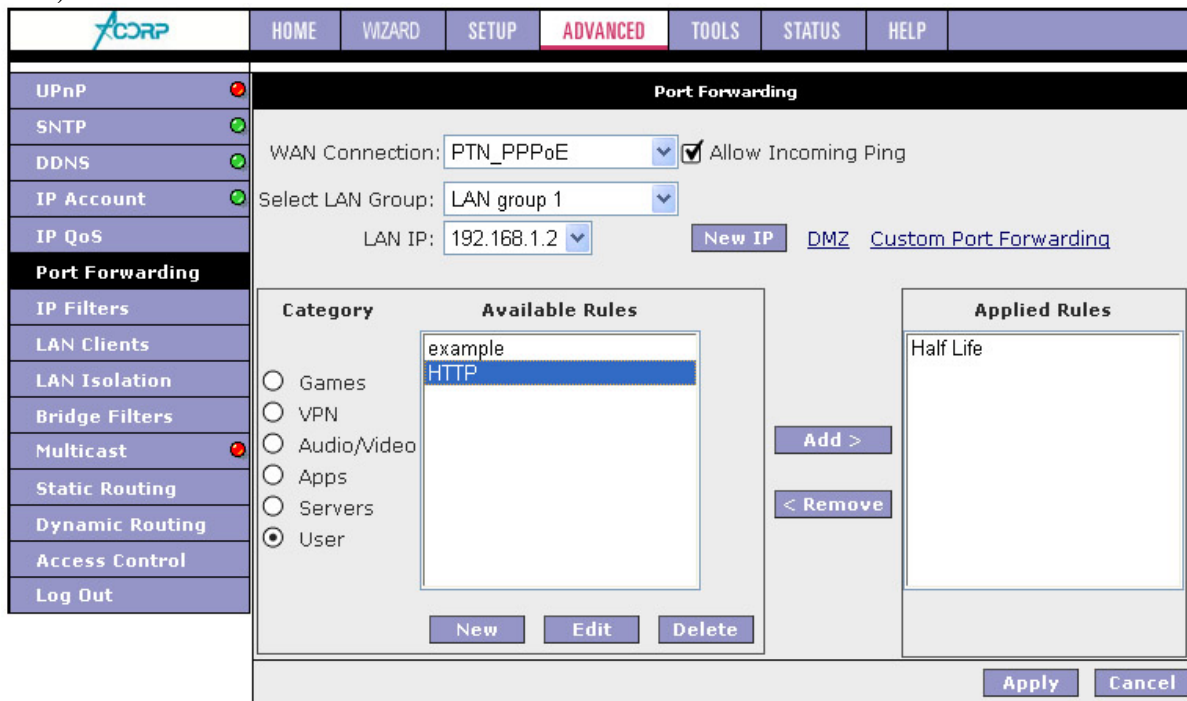 ACORP
HOME WIZARD SETUP ADVANCED TOOLS STATUS HELP
UPnP
SNTP
DDNS
IP Account
IP QoS
Port Forwarding
IP Filters
LAN Clients
LAN Isolation
Bridge Filters
Multicast
Static Routing
Dynamic Routing
Access Control
Log Out
Port Forwarding
WAN Connection: PTN_PPPoE Allow Incoming Ping
Select LAN Group: LAN group 1
LAN IP: 192.168.1.2 New IP DMZ Custom Port Forwarding
Category Available Rules Applied Rules
example
HTTP
Half Life
Games
VPN
Audio/Video
Apps
Servers
User
Add >
< Remove
New Edit Delete
Apply Cancel